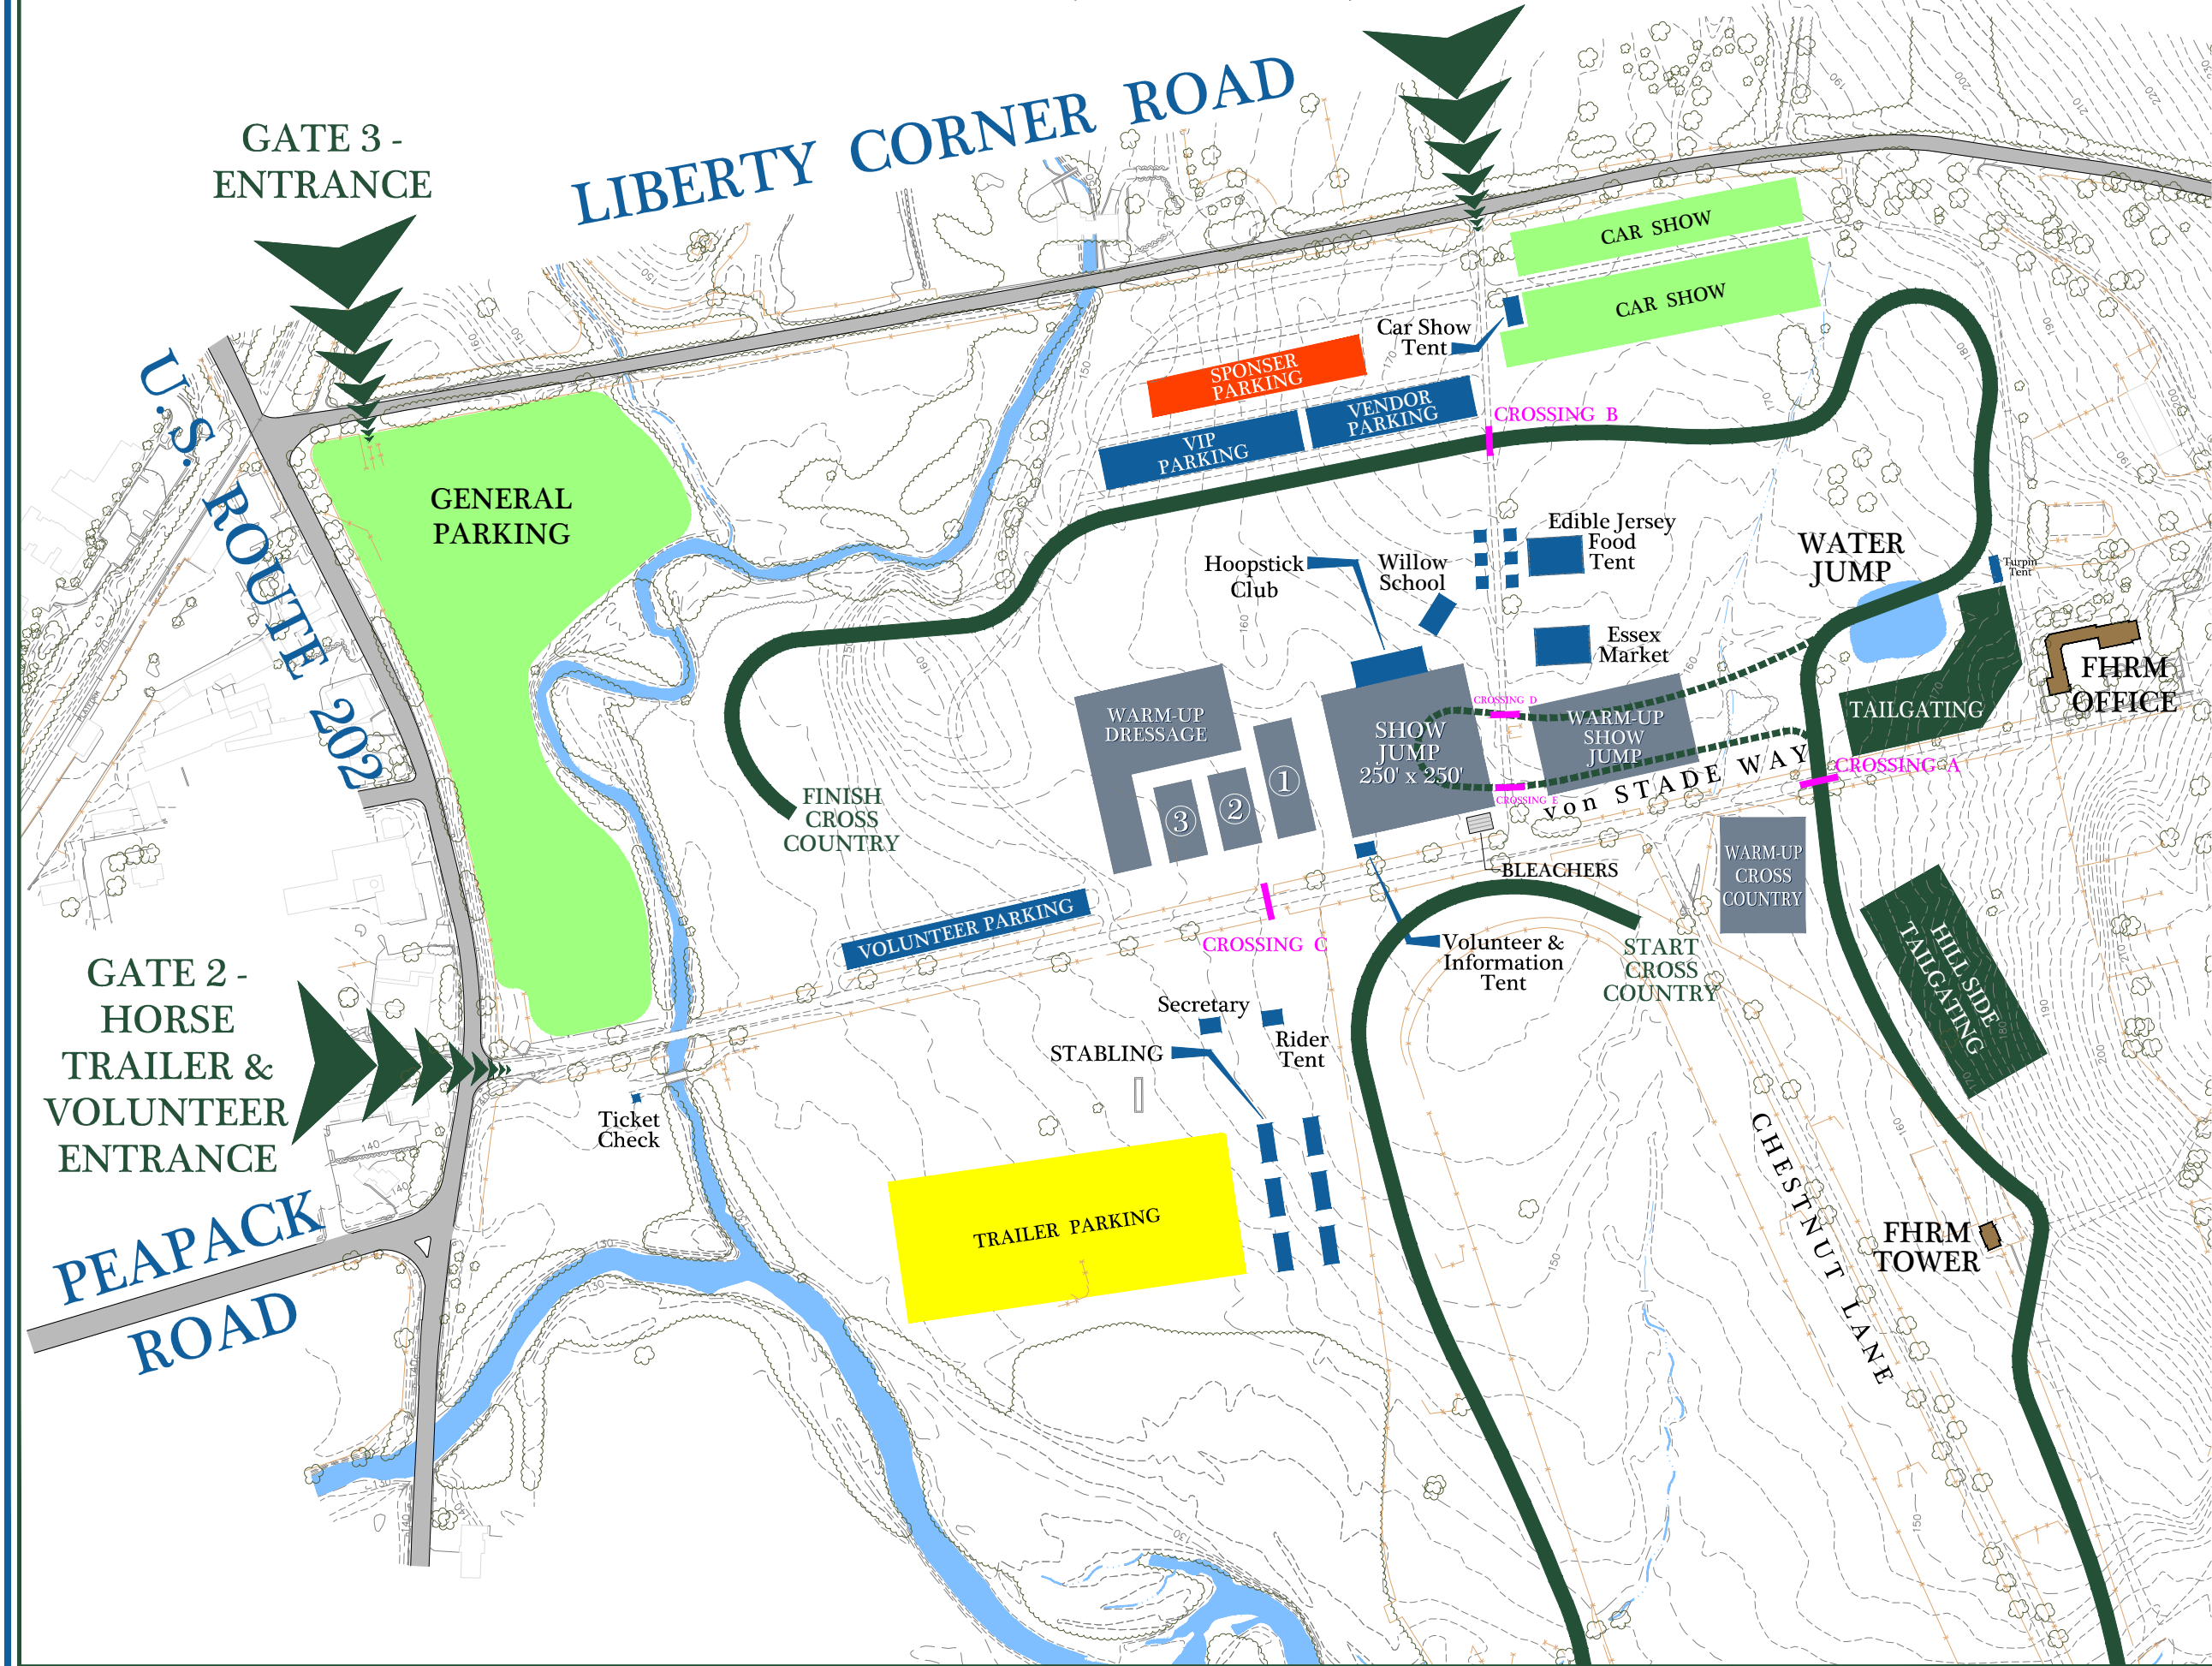 GATE 3 -
ENTRANCE
LIBERTY CORNER ROAD
U.S. ROUTE 202
GENERAL
PARKING
CAR SHOW
CAR SHOW
Car Show
Tent
SPONSER
PARKING
VENDOR
PARKING
VIP
PARKING
CROSSING B
Edible Jersey
Food
Tent
Hoopstick
Club
Willow
School
WATER
JUMP
Turpin
Tent
Essex
Market
FHRM
OFFICE
TAILGATING
CROSSING D
WARM-UP
DRESSAGE
SHOW
JUMP
250' x 250'
WARM-UP
SHOW
JUMP
1
2
3
CROSSING A
CROSSING E
von STADE WAY
FINISH
CROSS
COUNTRY
BLEACHERS
WARM-UP
CROSS
COUNTRY
VOLUNTEER PARKING
CROSSING C
Volunteer &
Information
Tent
START
CROSS
COUNTRY
HILL SIDE
TAILGATING
GATE 2 -
HORSE
TRAILER &
VOLUNTEER
ENTRANCE
Secretary
Rider
Tent
STABLING
Ticket
Check
TRAILER PARKING
CHESTNUT LANE
FHRM
TOWER
PEAPACK
ROAD